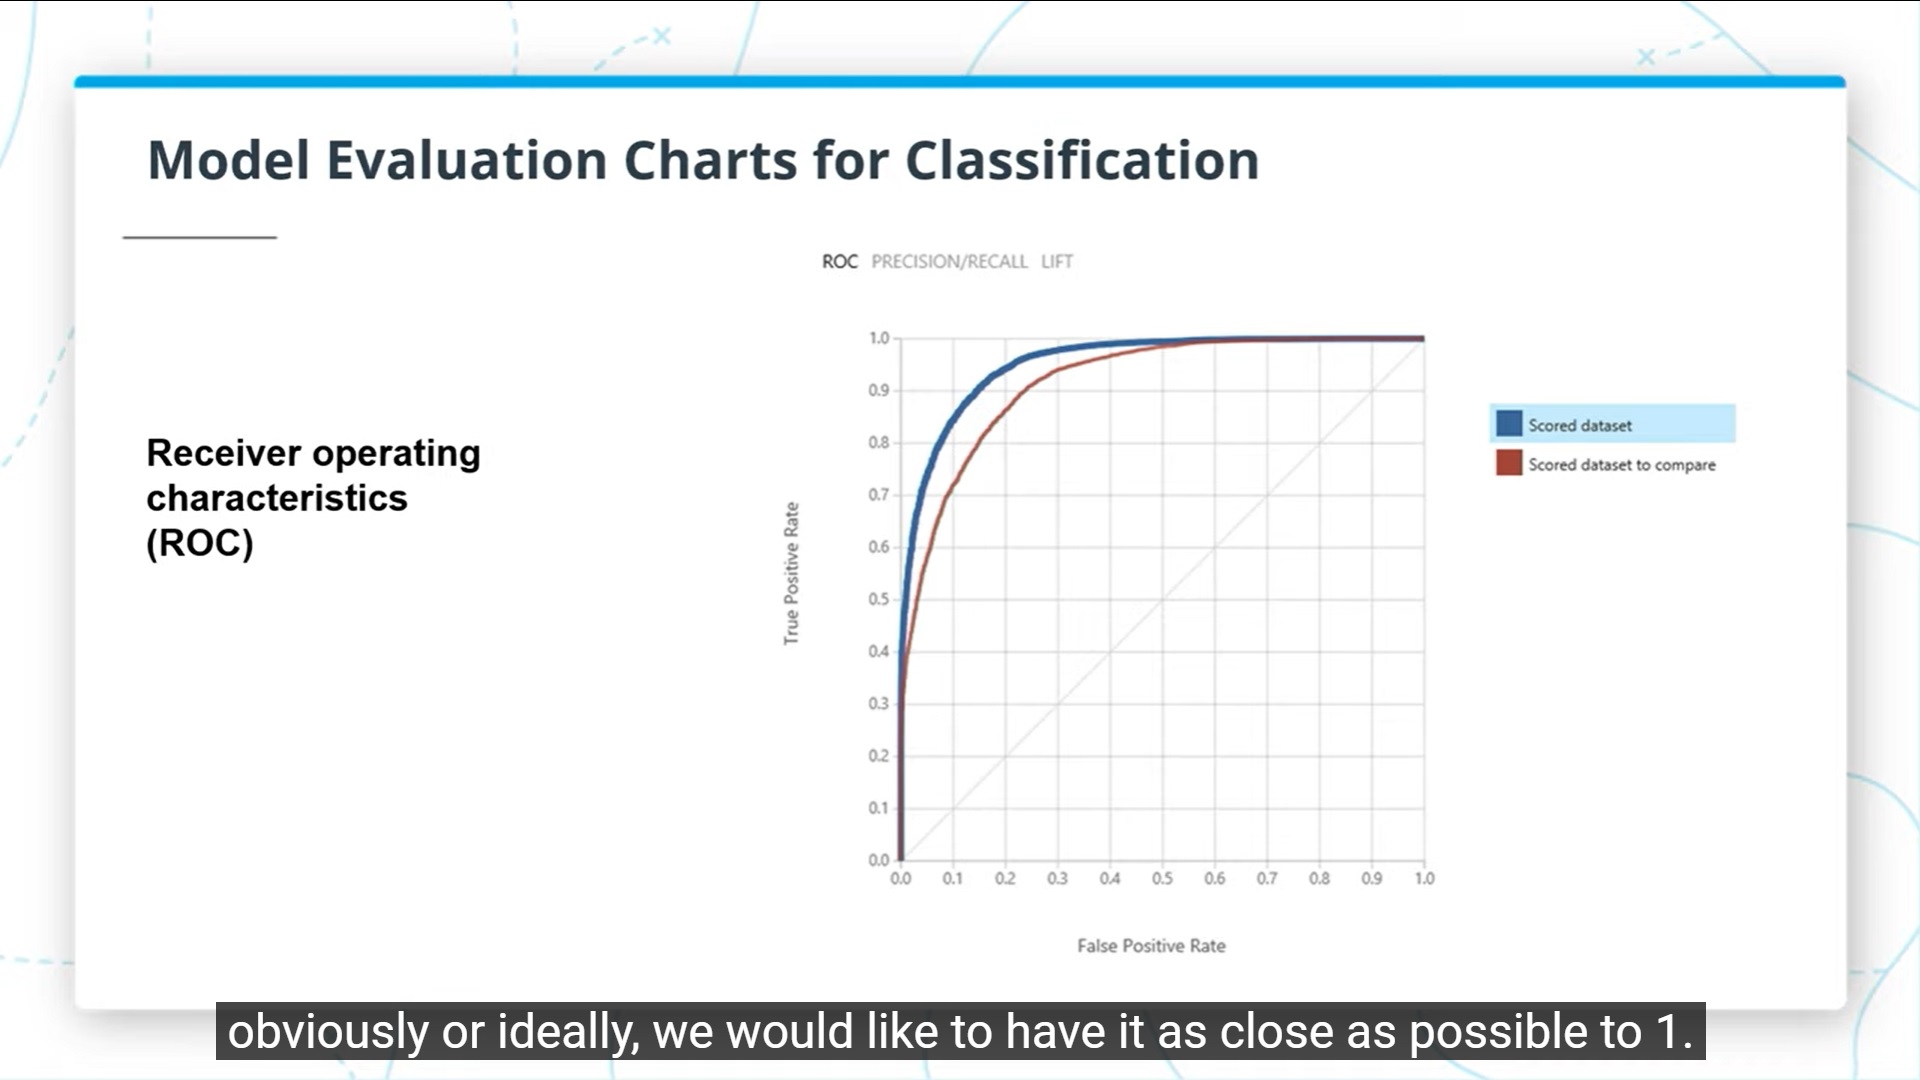 Model Evaluation Charts for Classification
ROC PRECISION/RECALL LIFT
Receiver operating
characteristics
(ROC)
True Positive Rate
1.0
0.9
0.8
0.7
0.6
0.5
0.4
0.3
0.2
0.1
0.0
0.0 0.1 0.2 0.3 0.4 0.5 0.6 0.7 0.8 0.9 1.0
False Positive Rate
Scored dataset
Scored dataset to compare
obviously or ideally, we would like to have it as close as possible to 1.